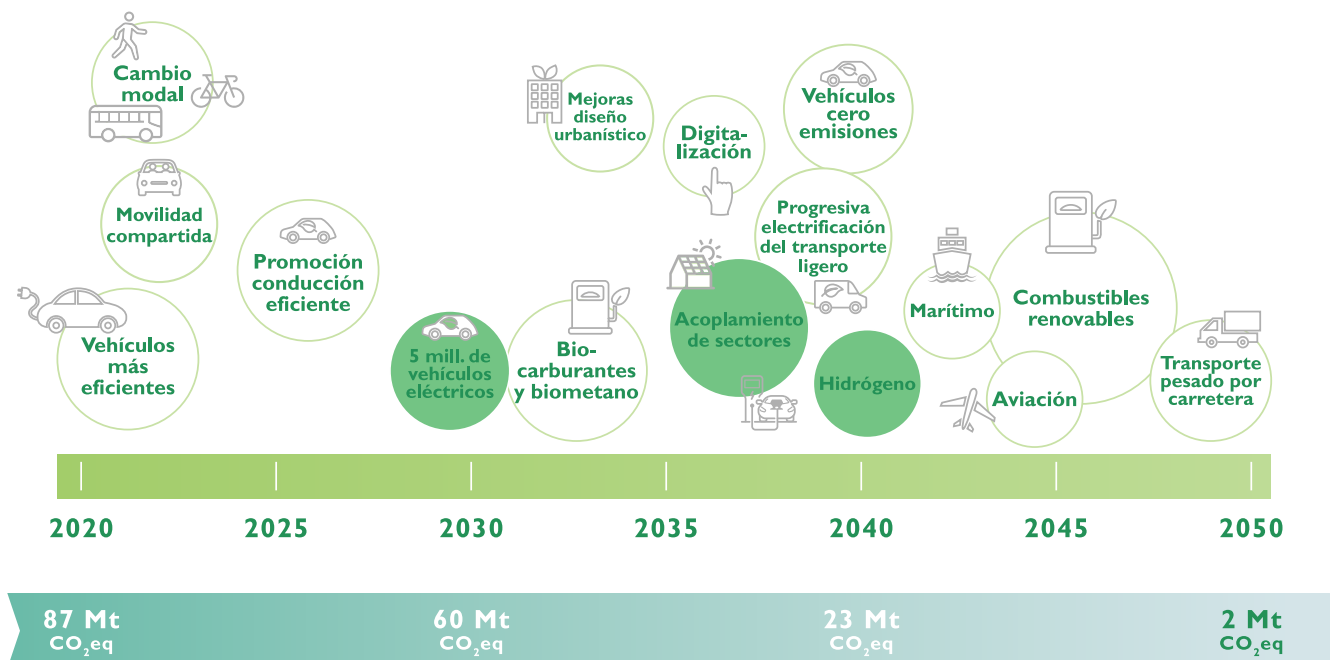 Cambio
modal
Movilidad
compartida
Vehículos
más
eficientes
Promoción
conducción
eficiente
5 mill. de
vehículos
eléctricos
Bio-
carburantes
y biometano
Mejoras
diseño
urbanístico
Digita-
lización
Vehículos
cero
emisiones
Progresiva
electrificación
del transporte
ligero
Acoplamiento
de sectores
Hidrógeno
Marítimo
Combustibles
renovables
Aviación
Transporte
pesado por
carretera
2020 2025 2030 2035 2040 2045 2050
87 Mt 60 Mt 23 Mt 2 Mt
CO₂eq CO₂eq CO₂eq CO₂eq